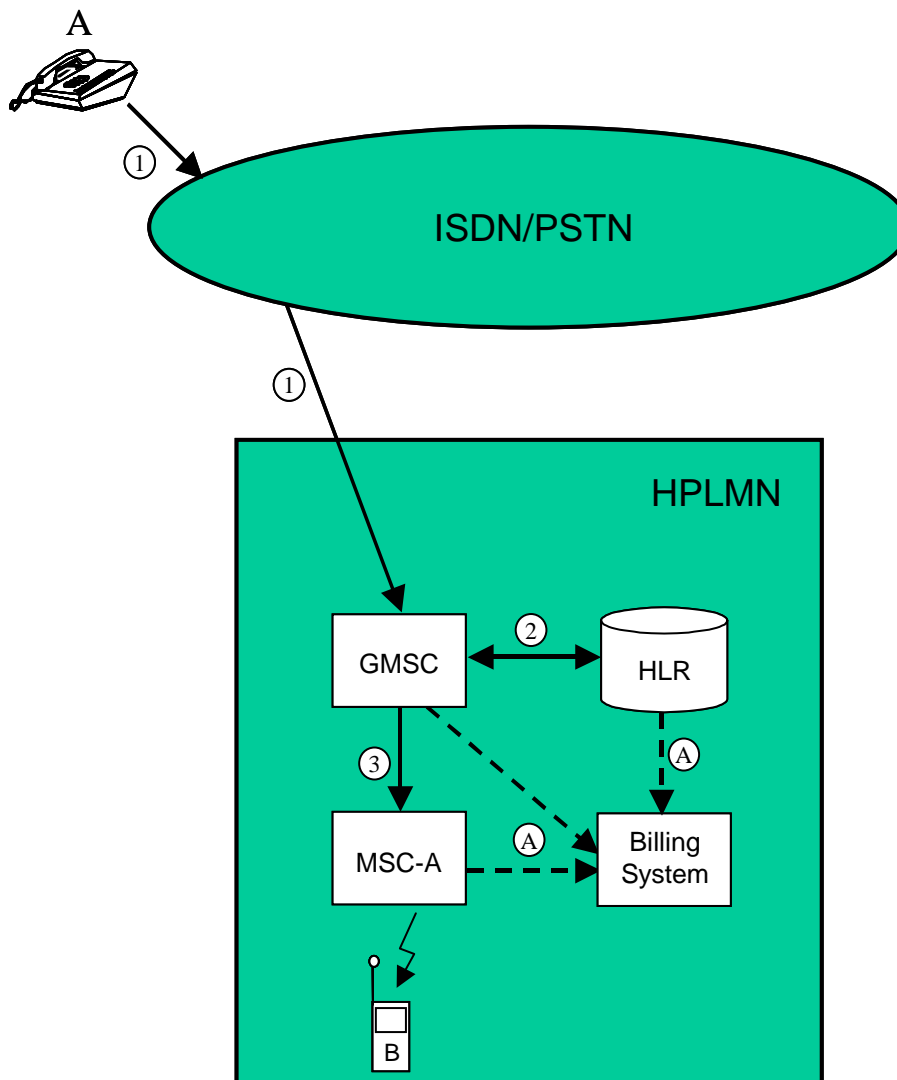 A
1
ISDN/PSTN
1
HPLMN
GMSC
2
HLR
3
A
MSC-A
A
Billing
System
B